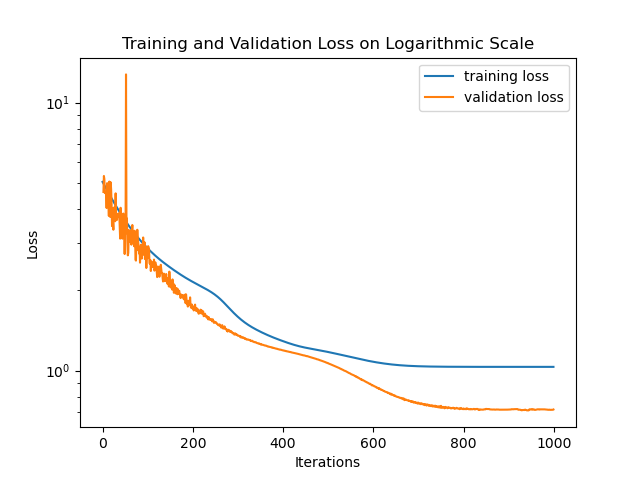 Training and Validation Loss on Logarithmic Scale
training loss
validation loss
10¹
10⁰
Loss
0 200 400 600 800 1000
Iterations